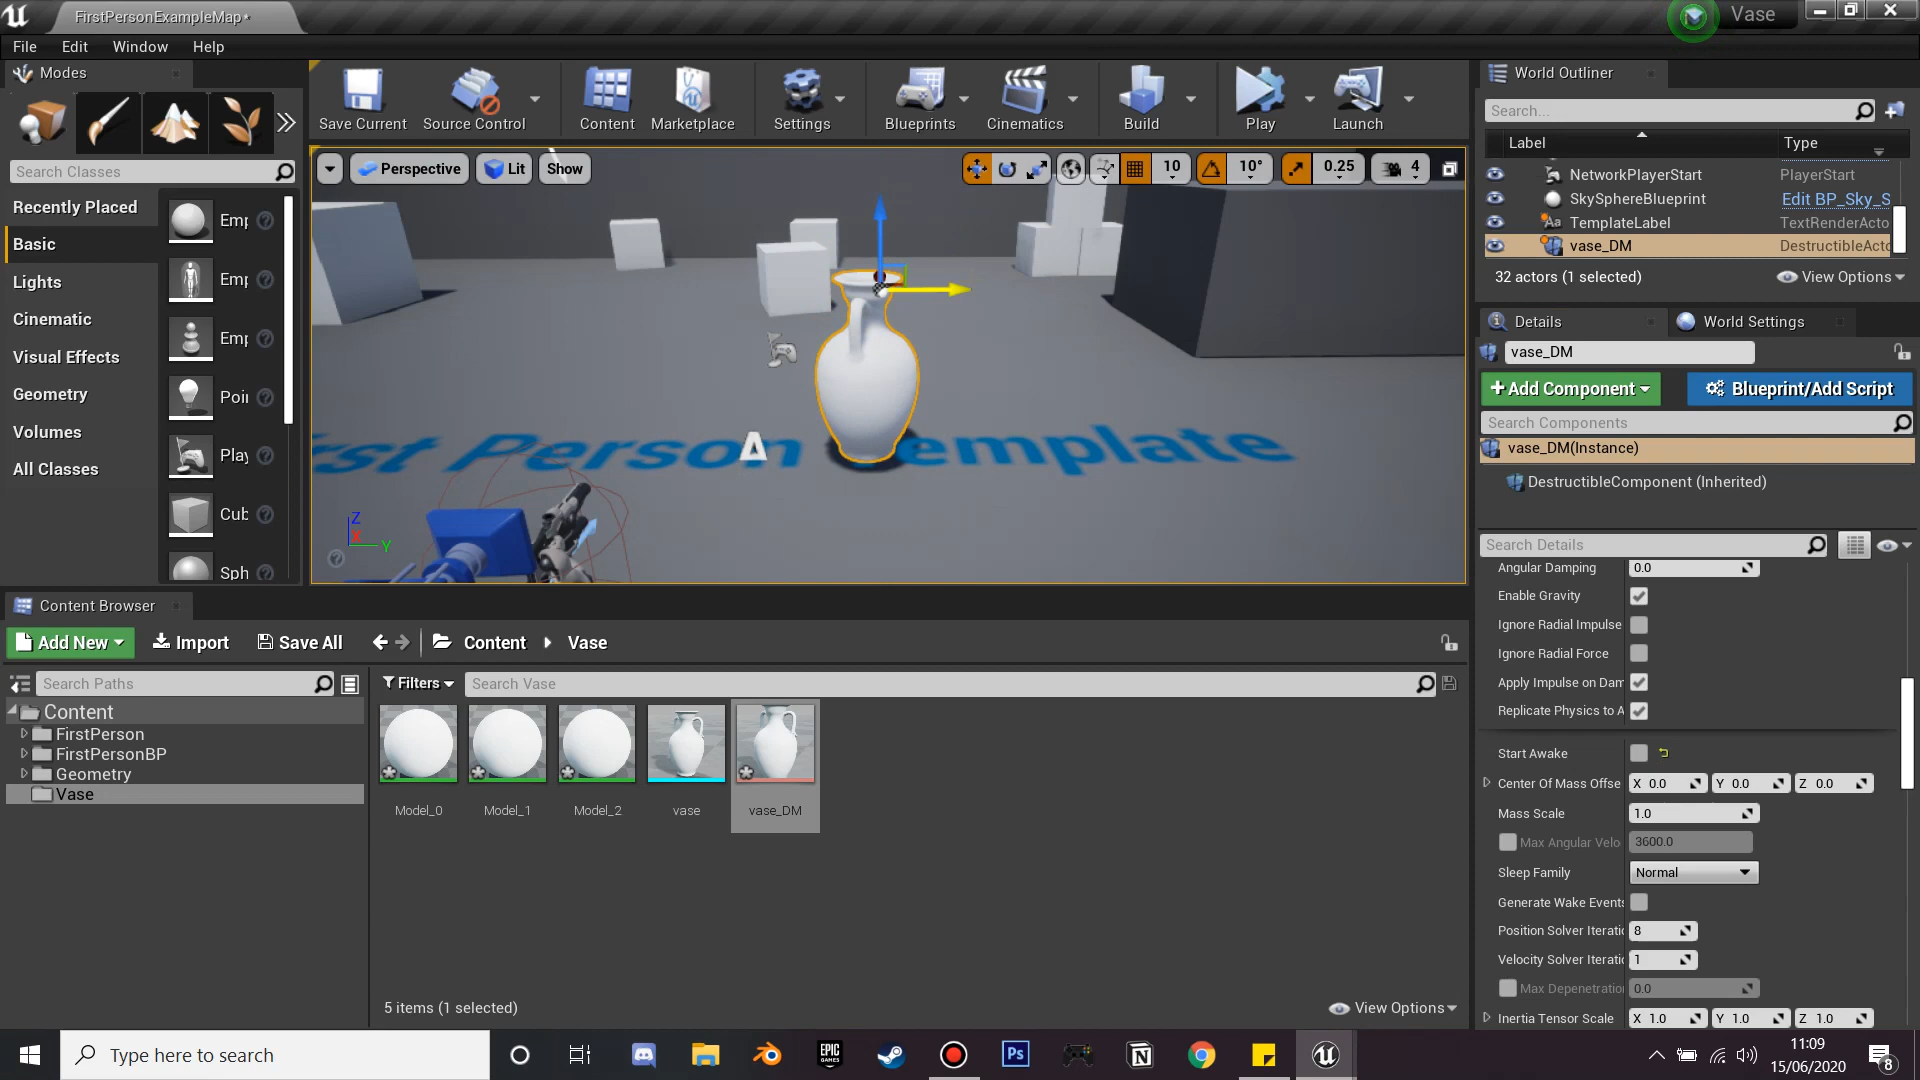 FirstPersonExampleMap*
Vase
File Edit Window Help
Modes
Save Current Source Control Content Marketplace Settings Blueprints Cinematics Build Play Launch
Search Classes
Recently Placed
Basic
Lights
Cinematic
Visual Effects
Geometry
Volumes
All Classes
Emp
Emp
Emp
Poi
Play
Cub
Sph
Perspective Lit Show 10 10° 0.25 4
rst Person Template
Z
X
Y
World Outliner
Search...
Label Type
NetworkPlayerStart PlayerStart
SkySphereBlueprint Edit BP_Sky_S
TemplateLabel TextRenderActo
vase_DM DestructibleActo
32 actors (1 selected) View Options
Details World Settings
vase_DM
+Add Component Blueprint/Add Script
Search Components
vase_DM(Instance)
DestructibleComponent (Inherited)
Search Details
Angular Damping 0.0
Enable Gravity
Ignore Radial Impulse
Ignore Radial Force
Apply Impulse on Dam
Replicate Physics to A
Start Awake
Center Of Mass Offse X 0.0 Y 0.0 Z 0.0
Mass Scale 1.0
Max Angular Velo 3600.0
Sleep Family Normal
Generate Wake Events
Position Solver Iteratio 8
Velocity Solver Iteratio 1
Max Depenetration 0.0
Inertia Tensor Scale X 1.0 Y 1.0 Z 1.0
Content Browser
Add New Import Save All Content Vase
Search Paths
Content
FirstPerson
FirstPersonBP
Geometry
Vase
Filters Search Vase
Model_0 Model_1 Model_2 vase vase_DM
5 items (1 selected) View Options
Type here to search
EPIC GAMES
Ps
11:09
15/06/2020
8